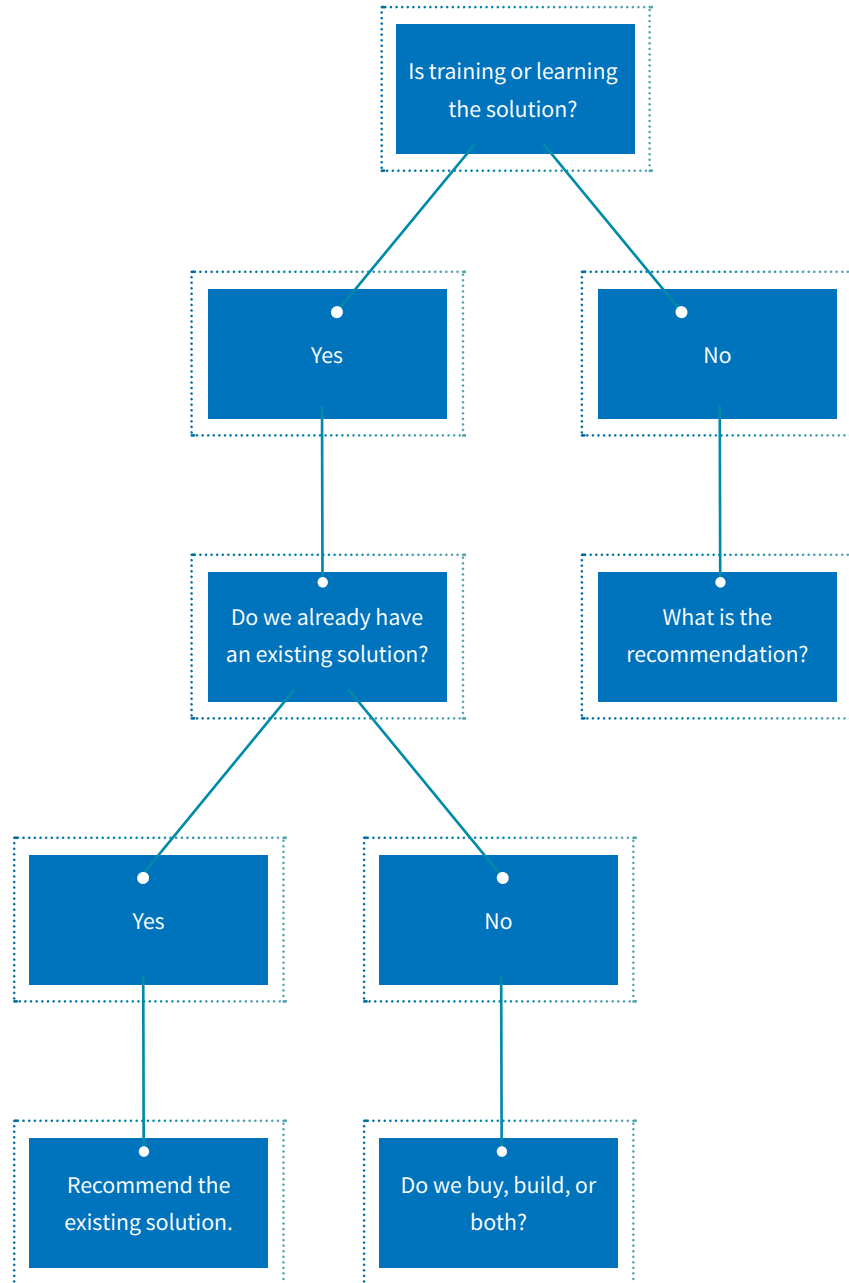 Is training or learning
the solution?
Yes
No
Do we already have
an existing solution?
What is the
recommendation?
Yes
No
Recommend the
existing solution.
Do we buy, build, or
both?